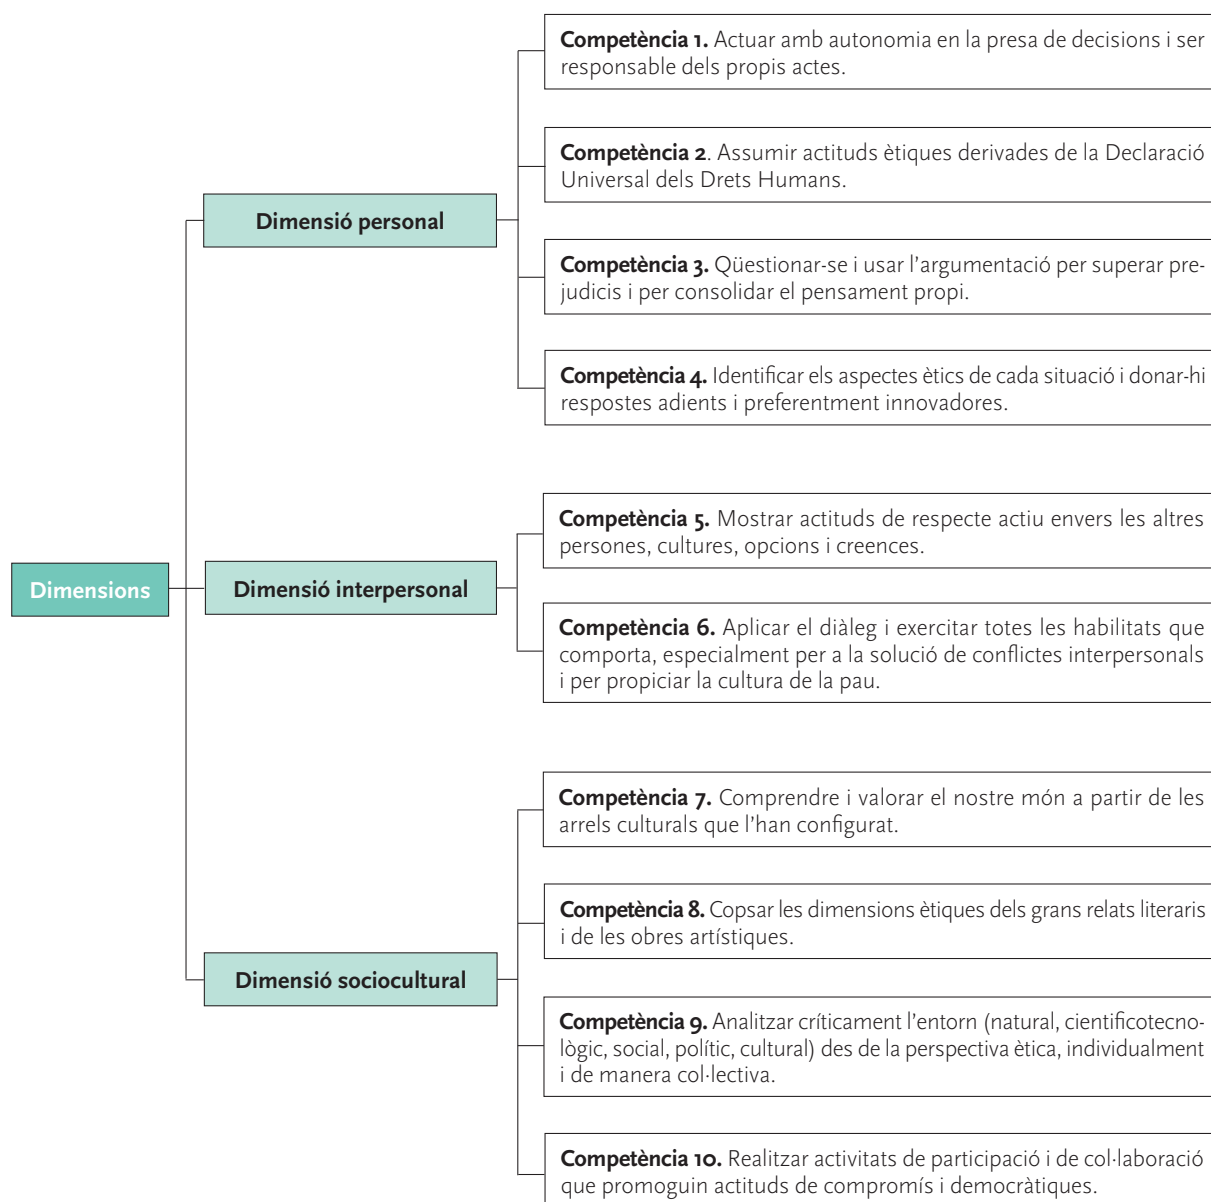 Competència 1. Actuar amb autonomia en la presa de decisions i ser
responsable dels propis actes.
Competència 2. Assumir actituds ètiques derivades de la Declaració
Universal dels Drets Humans.
Dimensió personal
Competència 3. Qüestionar-se i usar l’argumentació per superar pre-
judicis i per consolidar el pensament propi.
Competència 4. Identificar els aspectes ètics de cada situació i donar-hi
respostes adients i preferentment innovadores.
Competència 5. Mostrar actituds de respecte actiu envers les altres
persones, cultures, opcions i creences.
Dimensions
Dimensió interpersonal
Competència 6. Aplicar el diàleg i exercitar totes les habilitats que
comporta, especialment per a la solució de conflictes interpersonals
i per propiciar la cultura de la pau.
Competència 7. Comprendre i valorar el nostre món a partir de les
arrels culturals que l’han configurat.
Competència 8. Copsar les dimensions ètiques dels grans relats literaris
i de les obres artístiques.
Dimensió sociocultural
Competència 9. Analitzar críticament l’entorn (natural, cientificotecno-
lògic, social, polític, cultural) des de la perspectiva ètica, individualment
i de manera col·lectiva.
Competència 10. Realitzar activitats de participació i de col·laboració
que promoguin actituds de compromís i democràtiques.